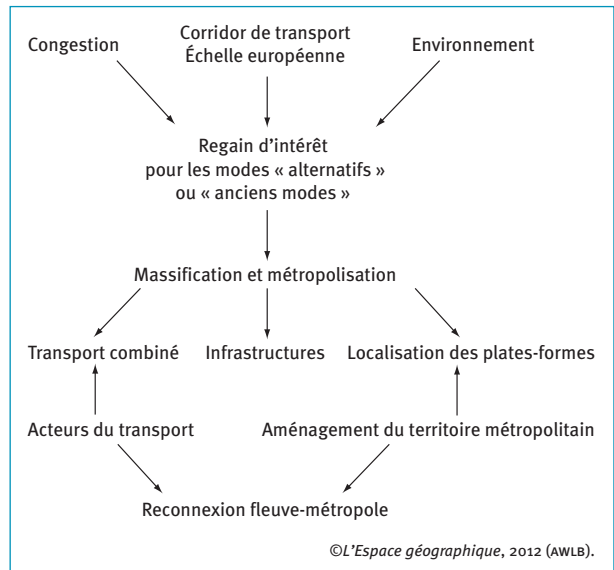 Congestion
Corridor de transport
Échelle européenne
Environnement
Regain d’intérêt
pour les modes « alternatifs »
ou « anciens modes »
Massification et métropolisation
Transport combiné
Infrastructures
Localisation des plates-formes
Acteurs du transport
Aménagement du territoire métropolitain
Reconnexion fleuve-métropole
©L’Espace géographique, 2012 (AWLB).